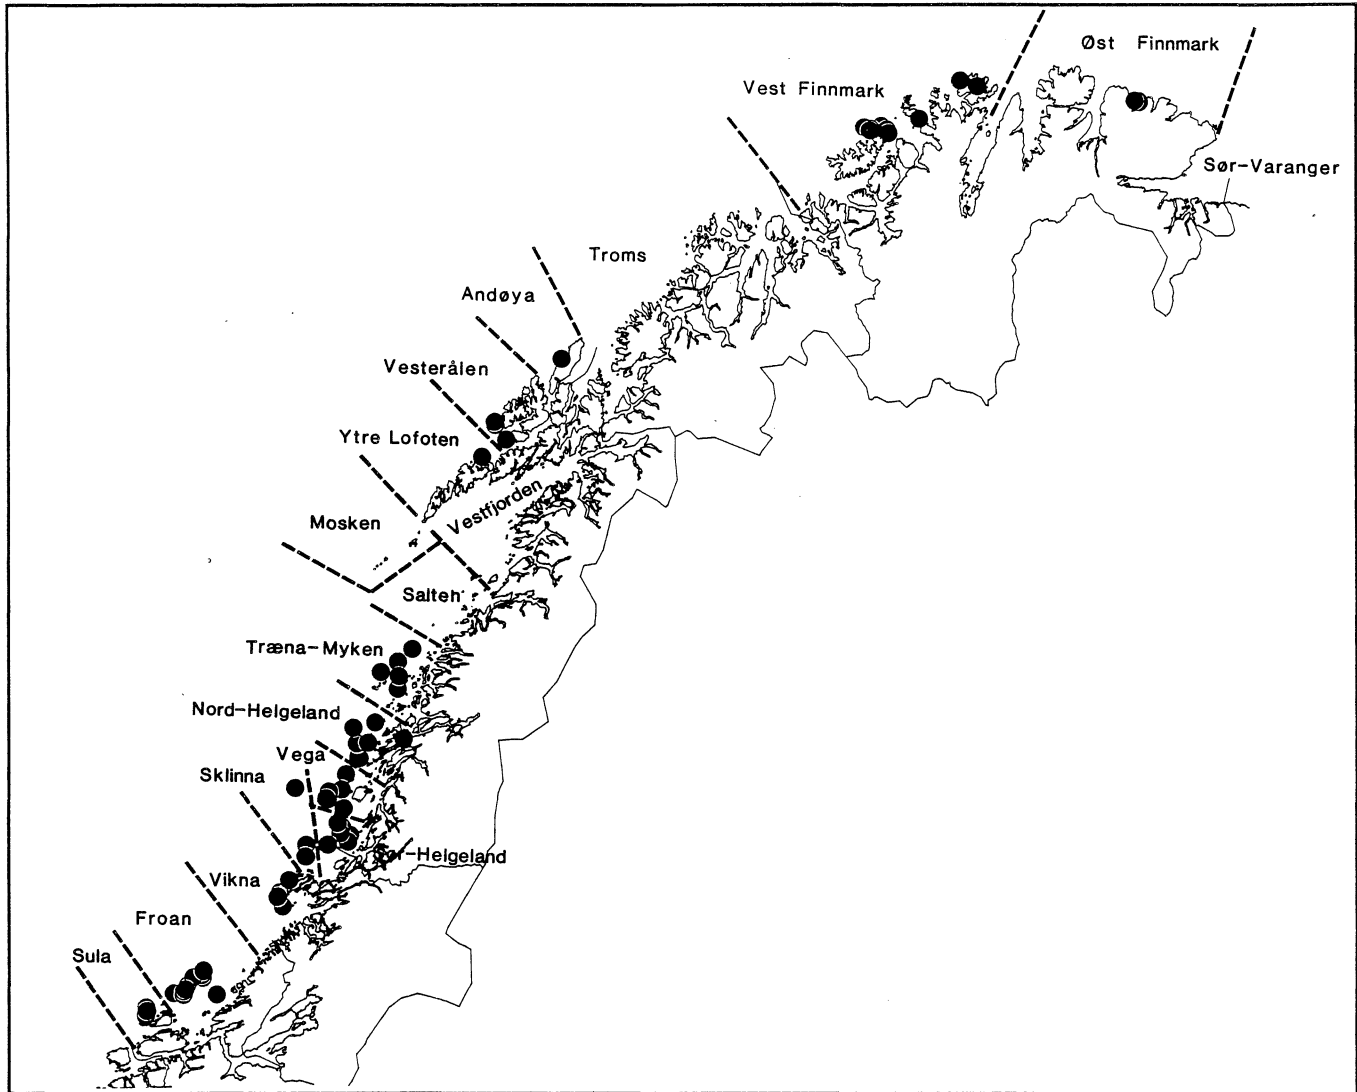 Øst Finnmark
Vest Finnmark
Sør-Varanger
Troms
Andøya
Vesterålen
Ytre Lofoten
Vestfjorden
Mosken
Salten
Træna-Myken
Nord-Helgeland
Vega
Sklinna
Sør-Helgeland
Vikna
Froan
Sula